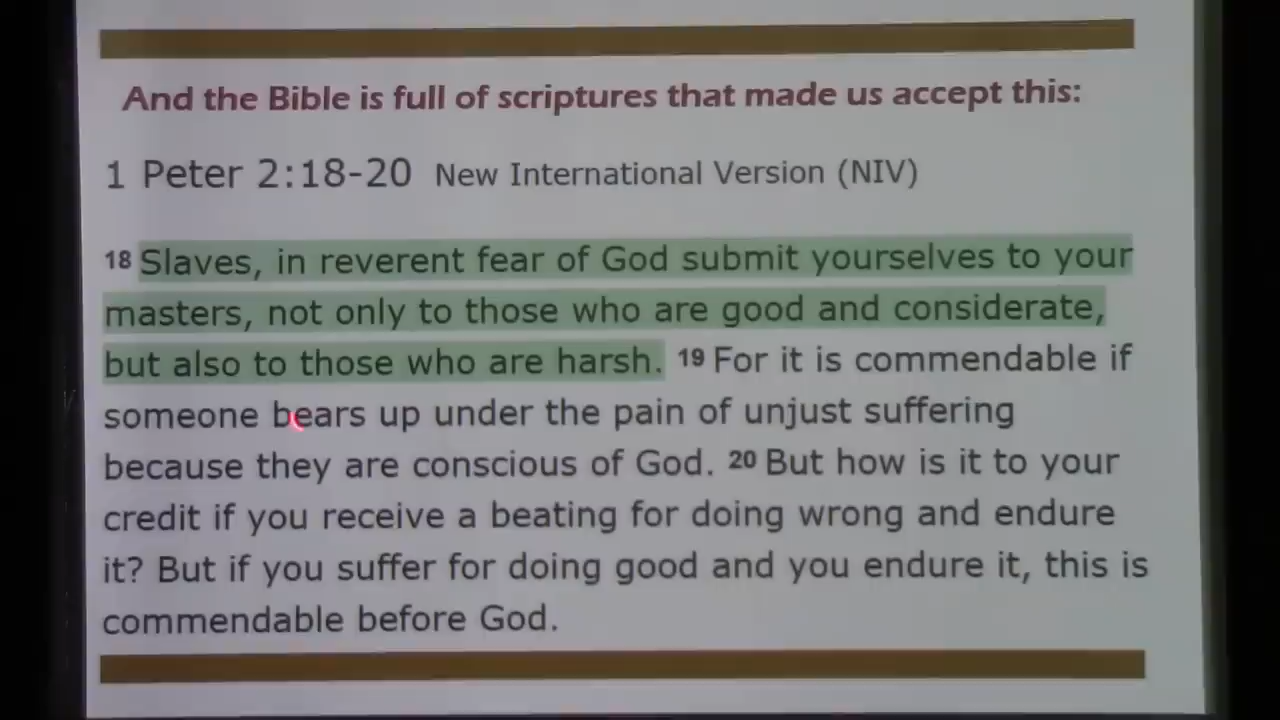 And the Bible is full of scriptures that made us accept this:
1 Peter 2:18-20 New International Version (NIV)
18 Slaves, in reverent fear of God submit yourselves to your
masters, not only to those who are good and considerate,
but also to those who are harsh. 19 For it is commendable if
someone bears up under the pain of unjust suffering
because they are conscious of God. 20 But how is it to your
credit if you receive a beating for doing wrong and endure
it? But if you suffer for doing good and you endure it, this is
commendable before God.